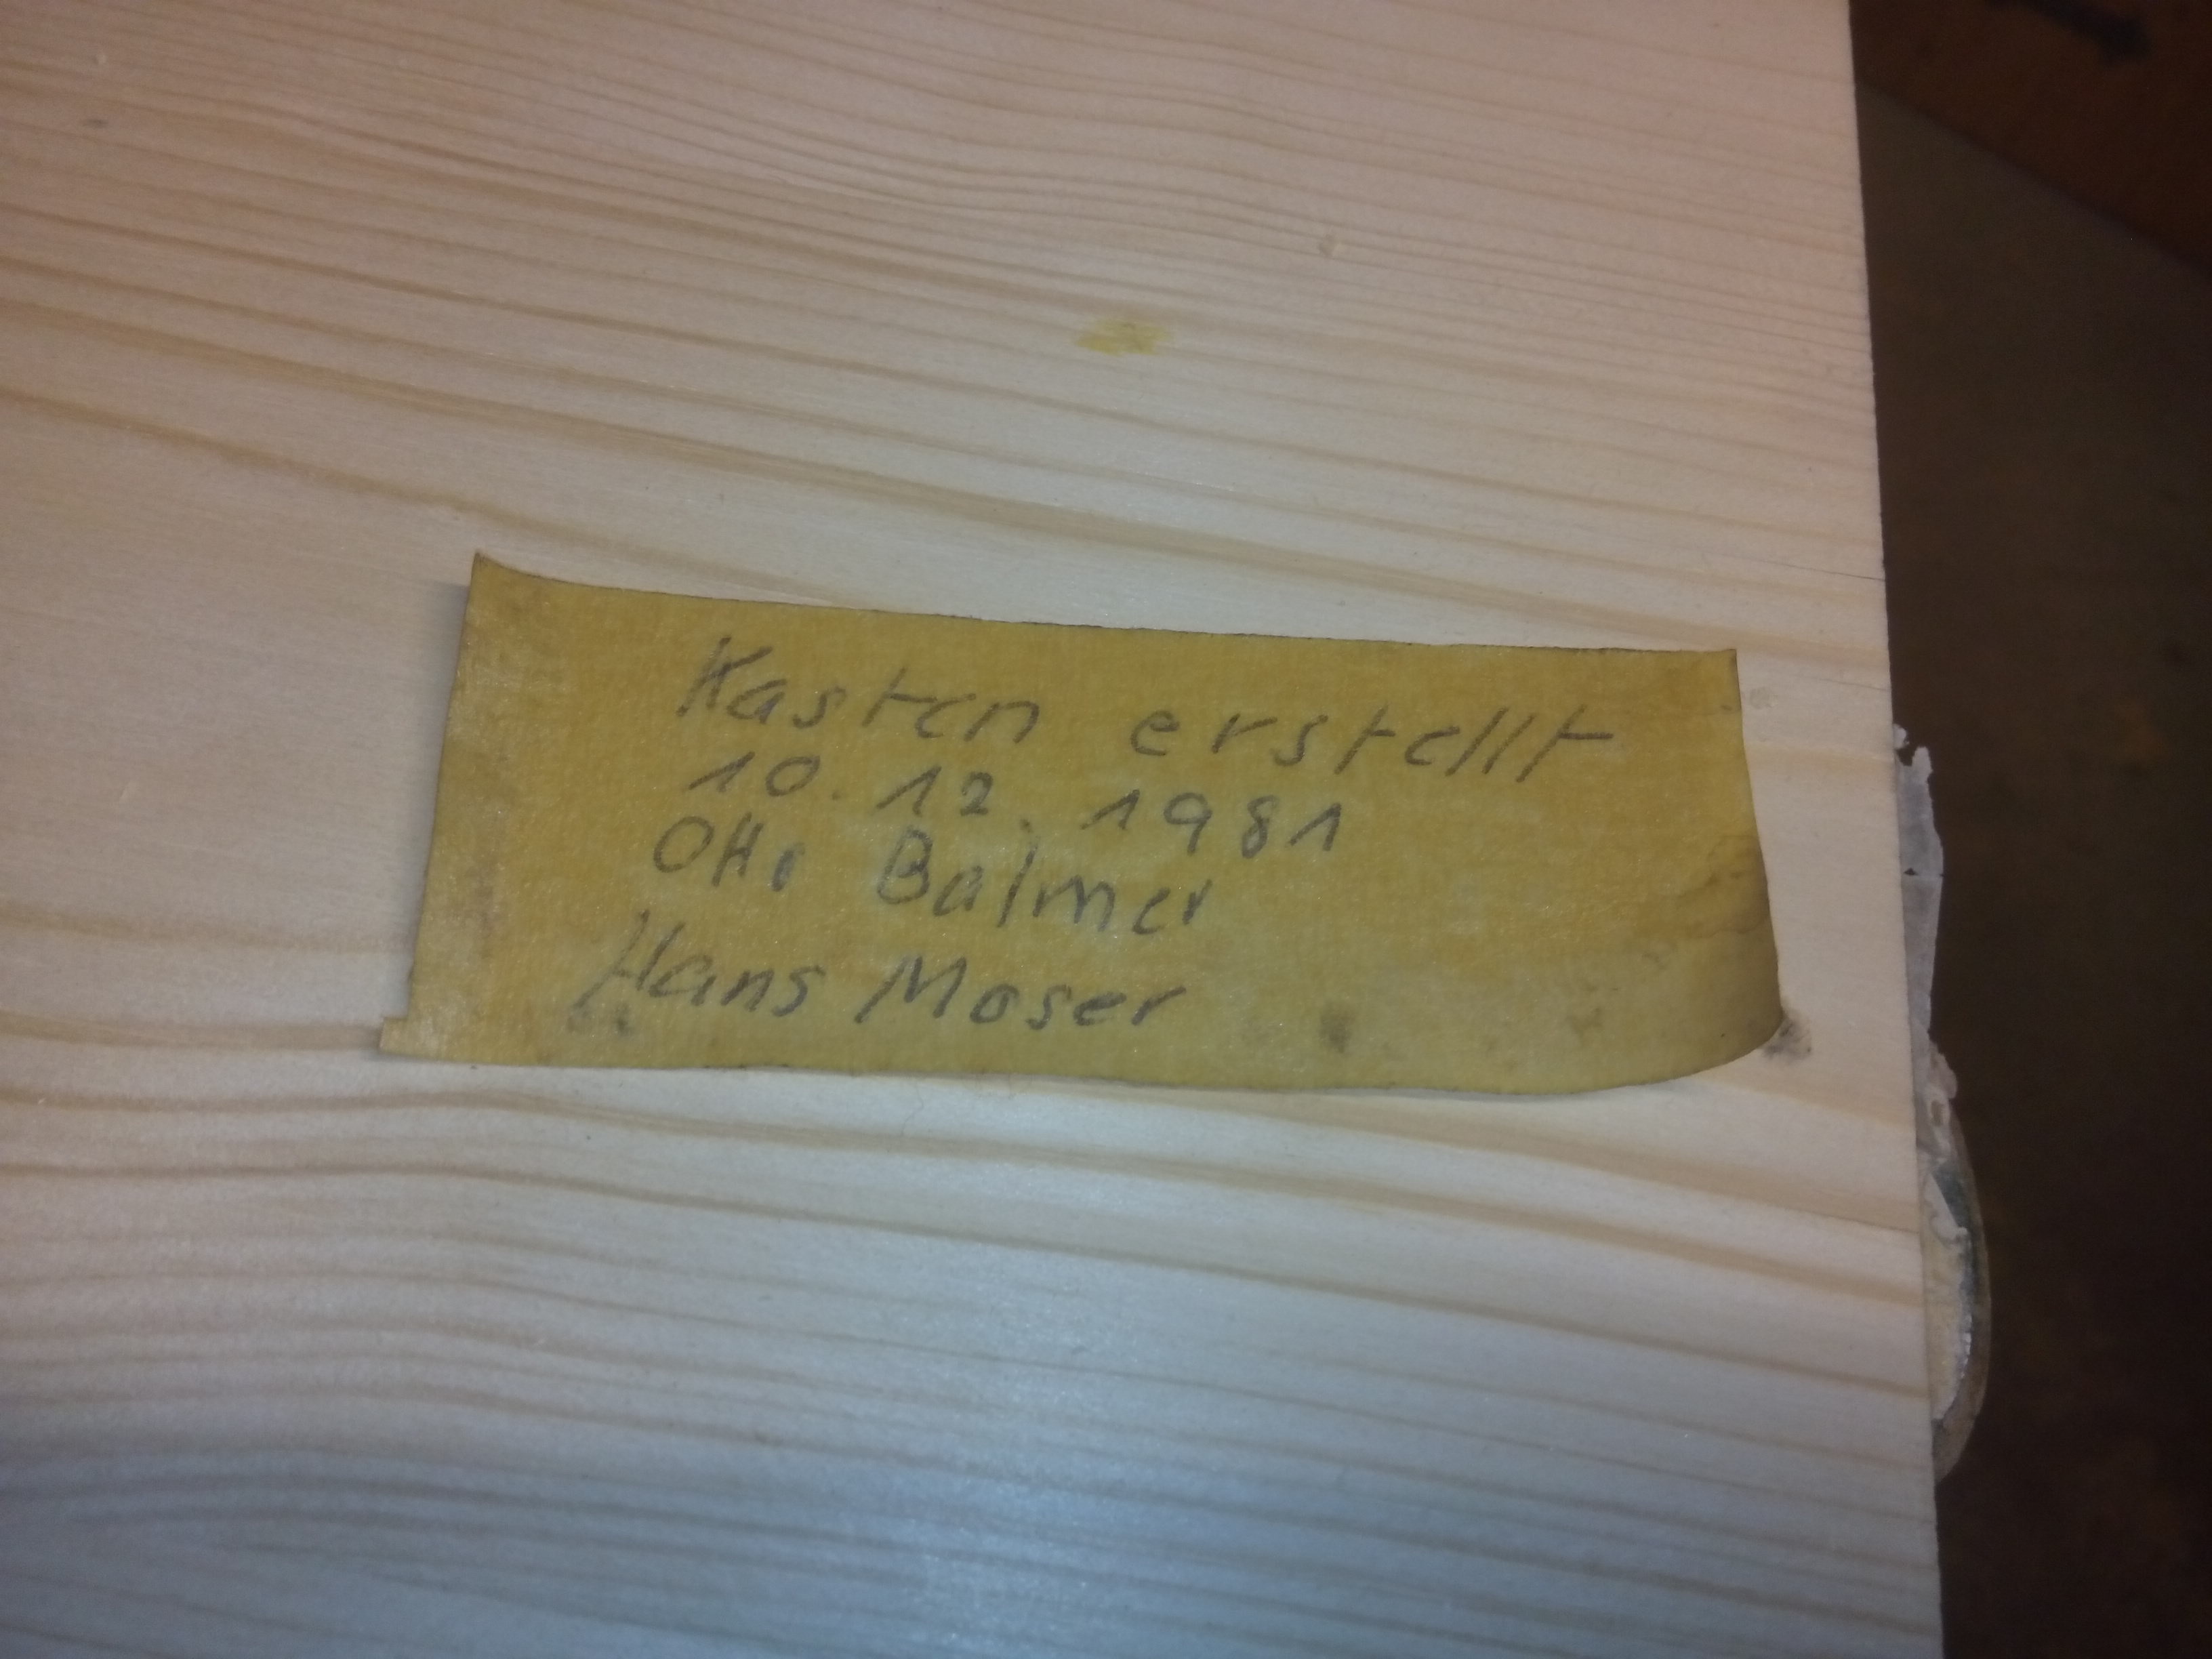 Kasten erstellt
10.12.1981
Otto Balmer
Hans Moser